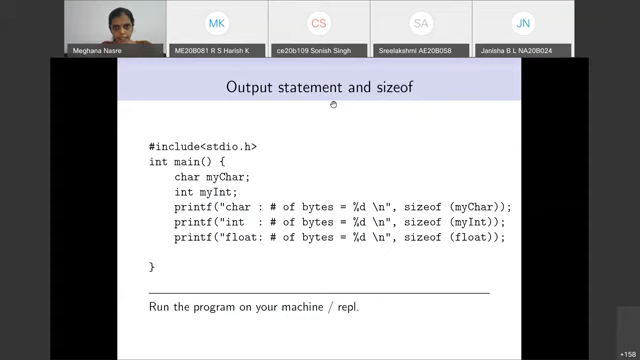 MK
CS
SA
JN
Meghana Nasre
ME20B081 R S Harish K
ce20b109 Sonish Singh
Sreelakshmi AE20B058
Janisha B L NA20B024
Output statement and sizeof
#include<stdio.h>
int main() {
char myChar;
int myInt;
printf("char : # of bytes = %d \n", sizeof (myChar));
printf("int  : # of bytes = %d \n", sizeof (myInt));
printf("float: # of bytes = %d \n", sizeof (float));
}
Run the program on your machine / repl.
+158